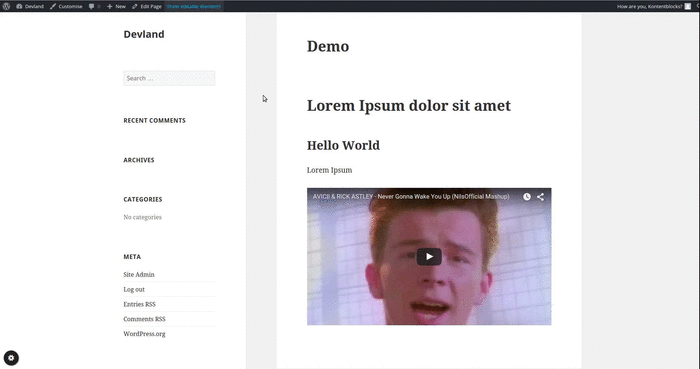 Devland
Customise
0
New
Edit Page
How are you, Kontentblocks?
Devland
Search …
RECENT COMMENTS
ARCHIVES
CATEGORIES
No categories
META
Site Admin
Log out
Entries RSS
Comments RSS
WordPress.org
Demo
Lorem Ipsum dolor sit amet
Hello World
Lorem Ipsum
AVICII & RICK ASTLEY - Never Gonna Wake You Up (NilsOfficial Mashup)